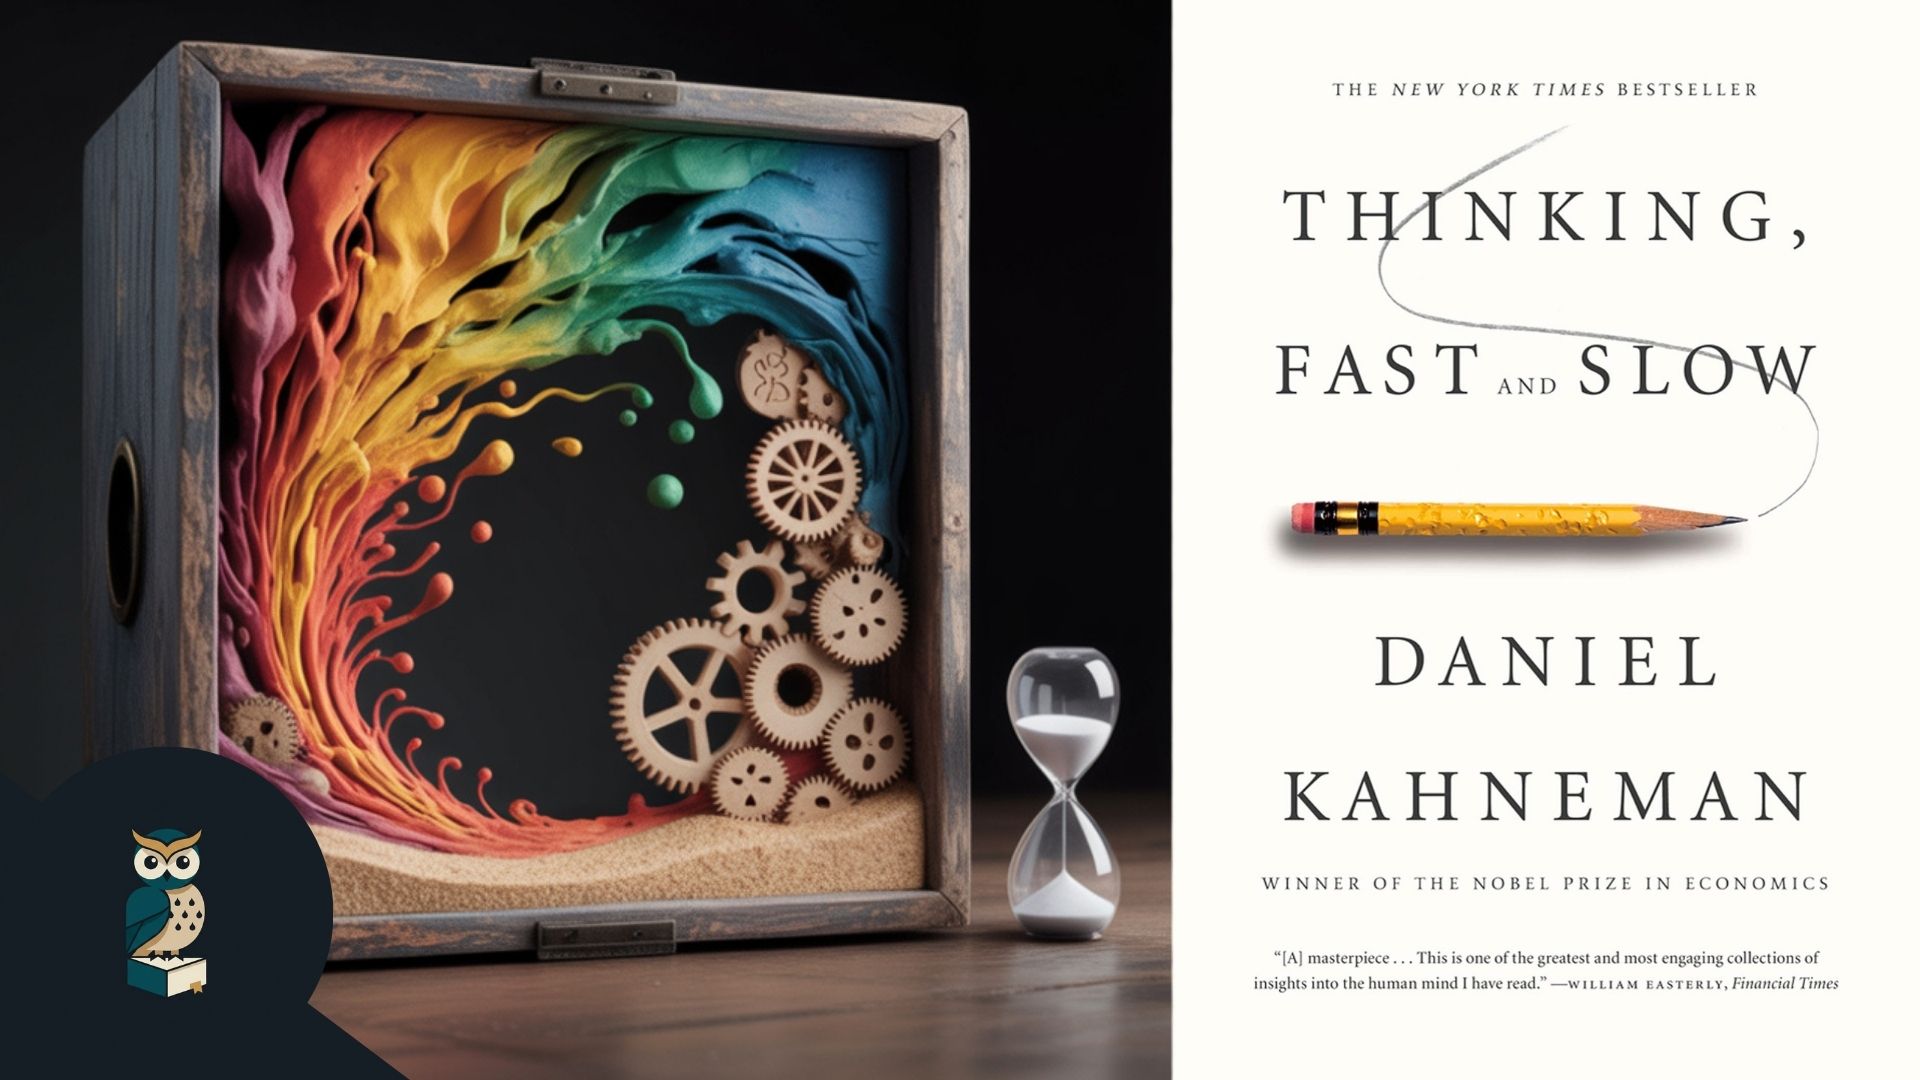 THE NEW YORK TIMES BESTSELLER
THINKING,
FAST AND SLOW
DANIEL
KAHNEMAN
WINNER OF THE NOBEL PRIZE IN ECONOMICS
“[A] masterpiece . . . This is one of the greatest and most engaging collections of
insights into the human mind I have read.” —WILLIAM EASTERLY, Financial Times